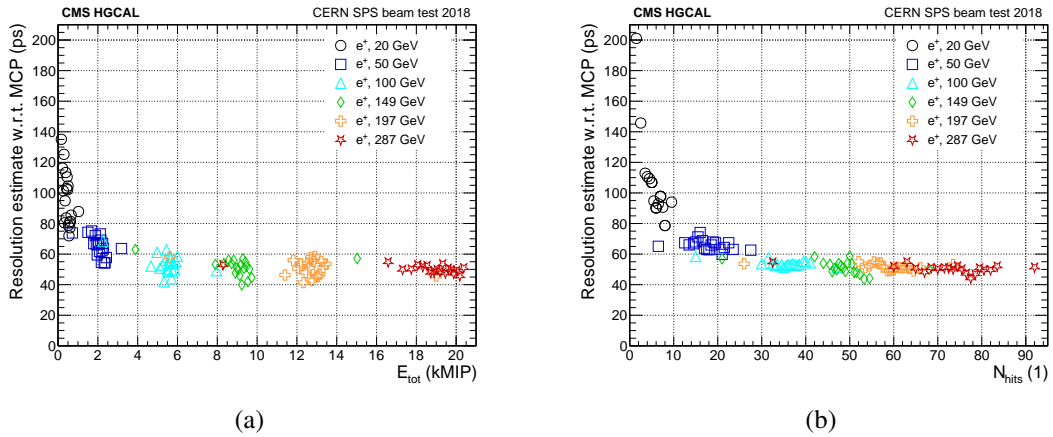 CMS HGCAL
CERN SPS beam test 2018
Resolution estimate w.r.t. MCP (ps)
200
180
160
140
120
100
80
60
40
20
0
e⁺, 20 GeV
e⁺, 50 GeV
e⁺, 100 GeV
e⁺, 149 GeV
e⁺, 197 GeV
e⁺, 287 GeV
0 2 4 6 8 10 12 14 16 18 20
E_tot (kMIP)
(a)
CMS HGCAL
CERN SPS beam test 2018
Resolution estimate w.r.t. MCP (ps)
200
180
160
140
120
100
80
60
40
20
0
e⁺, 20 GeV
e⁺, 50 GeV
e⁺, 100 GeV
e⁺, 149 GeV
e⁺, 197 GeV
e⁺, 287 GeV
0 10 20 30 40 50 60 70 80 90
N_hits (1)
(b)